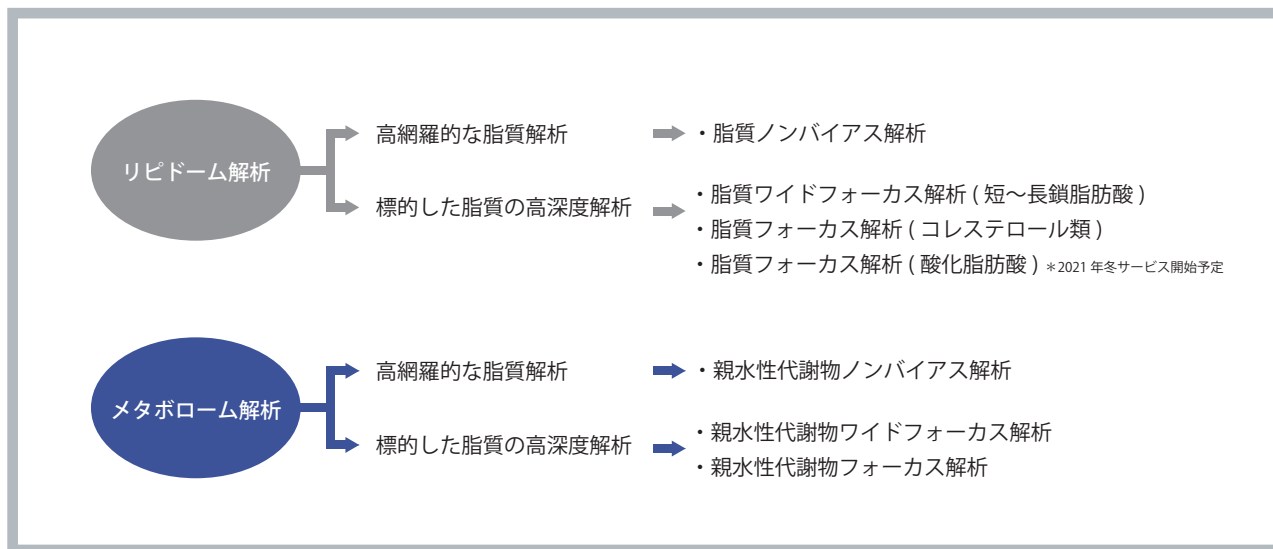 リピドーム解析
高網羅的な脂質解析
・脂質ノンバイアス解析
標的した脂質の高深度解析
・脂質ワイドフォーカス解析 ( 短〜長鎖脂肪酸 )
・脂質フォーカス解析 ( コレステロール類 )
・脂質フォーカス解析 ( 酸化脂肪酸 ) ＊2021 年冬サービス開始予定
メタボローム解析
高網羅的な脂質解析
・親水性代謝物ノンバイアス解析
標的した脂質の高深度解析
・親水性代謝物ワイドフォーカス解析
・親水性代謝物フォーカス解析